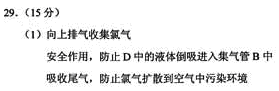 29.（15分）
（1）向上排气收集氯气
安全作用，防止D中的液体倒吸进入集气管B中
吸收尾气，防止氯气扩散到空气中污染环境